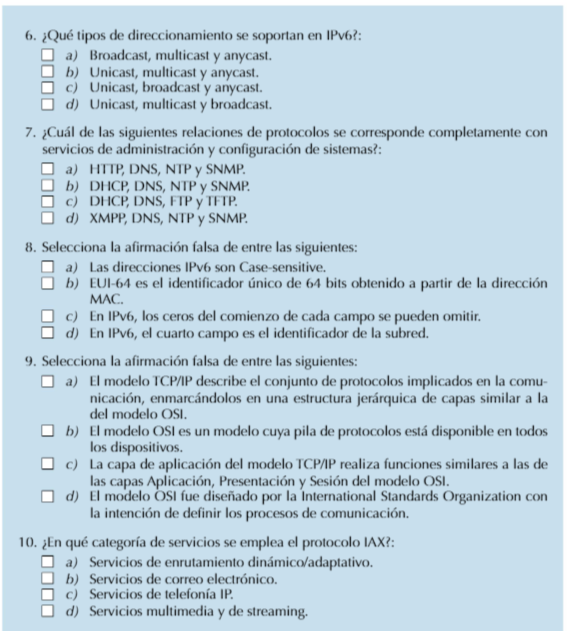 6. ¿Qué tipos de direccionamiento se soportan en IPv6?:
a) Broadcast, multicast y anycast.
b) Unicast, multicast y anycast.
c) Unicast, broadcast y anycast.
d) Unicast, multicast y broadcast.
7. ¿Cuál de las siguientes relaciones de protocolos se corresponde completamente con
servicios de administración y configuración de sistemas?:
a) HTTP, DNS, NTP y SNMP.
b) DHCP, DNS, NTP y SNMP.
c) DHCP, DNS, FTP y TFTP.
d) XMPP, DNS, NTP y SNMP.
8. Selecciona la afirmación falsa de entre las siguientes:
a) Las direcciones IPv6 son Case-sensitive.
b) EUI-64 es el identificador único de 64 bits obtenido a partir de la dirección
MAC.
c) En IPv6, los ceros del comienzo de cada campo se pueden omitir.
d) En IPv6, el cuarto campo es el identificador de la subred.
9. Selecciona la afirmación falsa de entre las siguientes:
a) El modelo TCP/IP describe el conjunto de protocolos implicados en la comu-
nicación, enmarcándolos en una estructura jerárquica de capas similar a la
del modelo OSI.
b) El modelo OSI es un modelo cuya pila de protocolos está disponible en todos
los dispositivos.
c) La capa de aplicación del modelo TCP/IP realiza funciones similares a las de
las capas Aplicación, Presentación y Sesión del modelo OSI.
d) El modelo OSI fue diseñado por la International Standards Organization con
la intención de definir los procesos de comunicación.
10. ¿En qué categoría de servicios se emplea el protocolo IAX?:
a) Servicios de enrutamiento dinámico/adaptativo.
b) Servicios de correo electrónico.
c) Servicios de telefonía IP.
d) Servicios multimedia y de streaming.